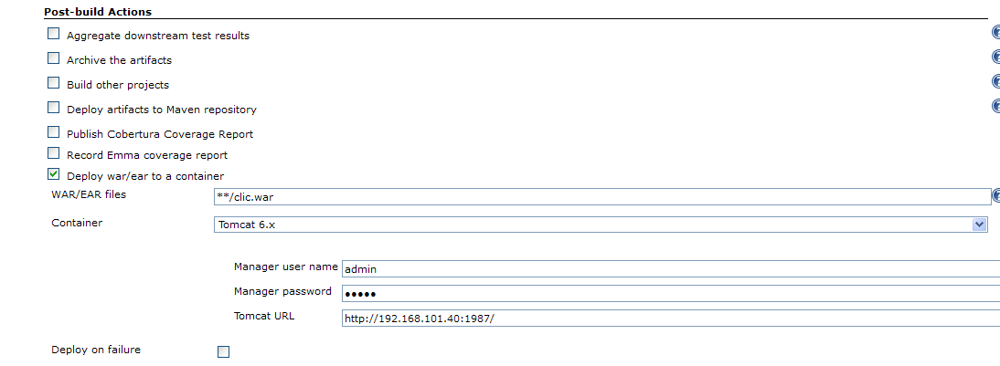 Post-build Actions
Aggregate downstream test results
Archive the artifacts
Build other projects
Deploy artifacts to Maven repository
Publish Cobertura Coverage Report
Record Emma coverage report
Deploy war/ear to a container
WAR/EAR files **/clic.war
Container Tomcat 6.x
Manager user name admin
Manager password •••••
Tomcat URL http://192.168.101.40:1987/
Deploy on failure